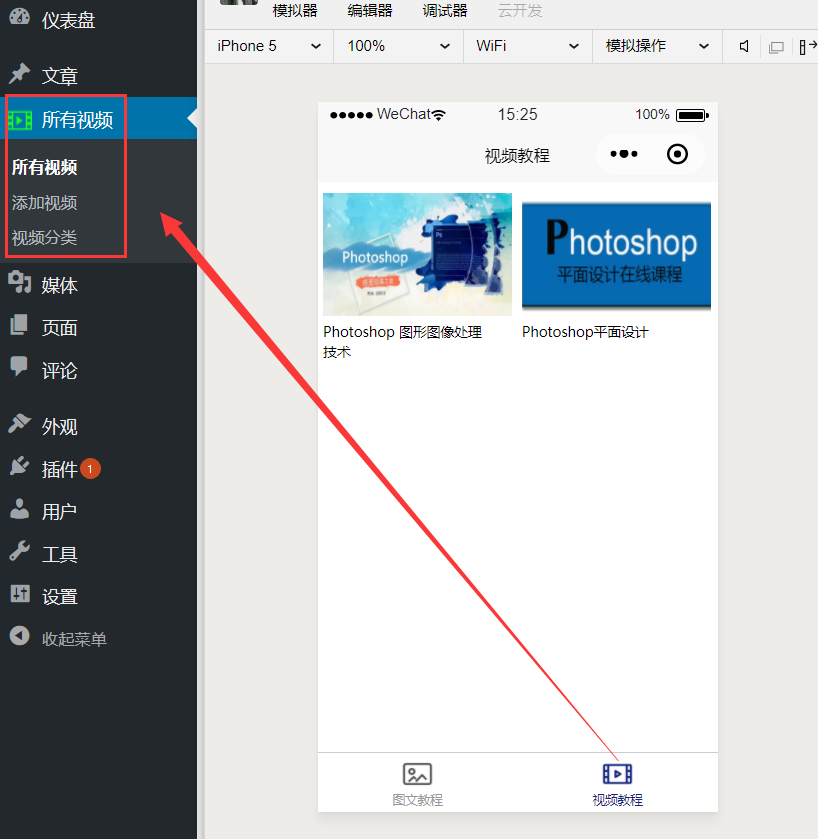 仪表盘
文章
所有视频
所有视频
添加视频
视频分类
媒体
页面
评论
外观
插件 1
用户
工具
设置
收起菜单
模拟器 编辑器 调试器 云开发
iPhone 5 100% WiFi 模拟操作
WeChat 15:25 100%
视频教程
Photoshop
Ps
Photoshop
平面设计在线课程
Photoshop 图形图像处理
技术
Photoshop平面设计
图文教程 视频教程